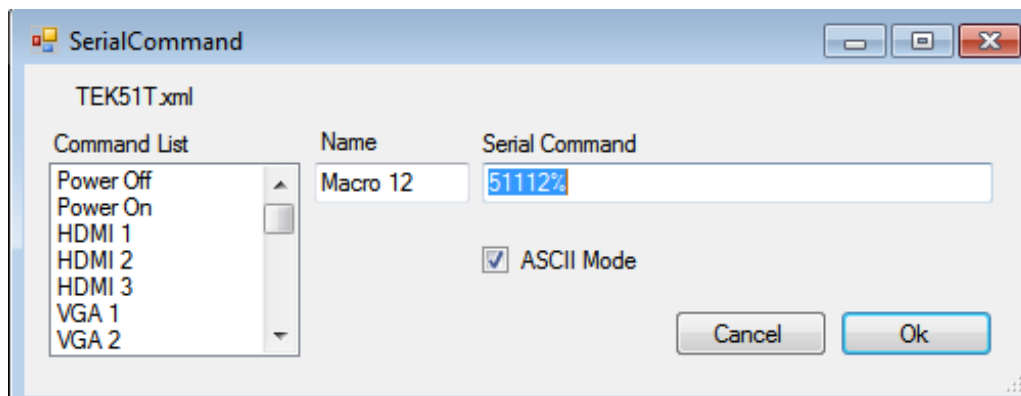 SerialCommand
TEK51T.xml
Command List
Name
Serial Command
Power Off
Power On
HDMI 1
HDMI 2
HDMI 3
VGA 1
VGA 2
Macro 12
51112%
ASCII Mode
Cancel
Ok